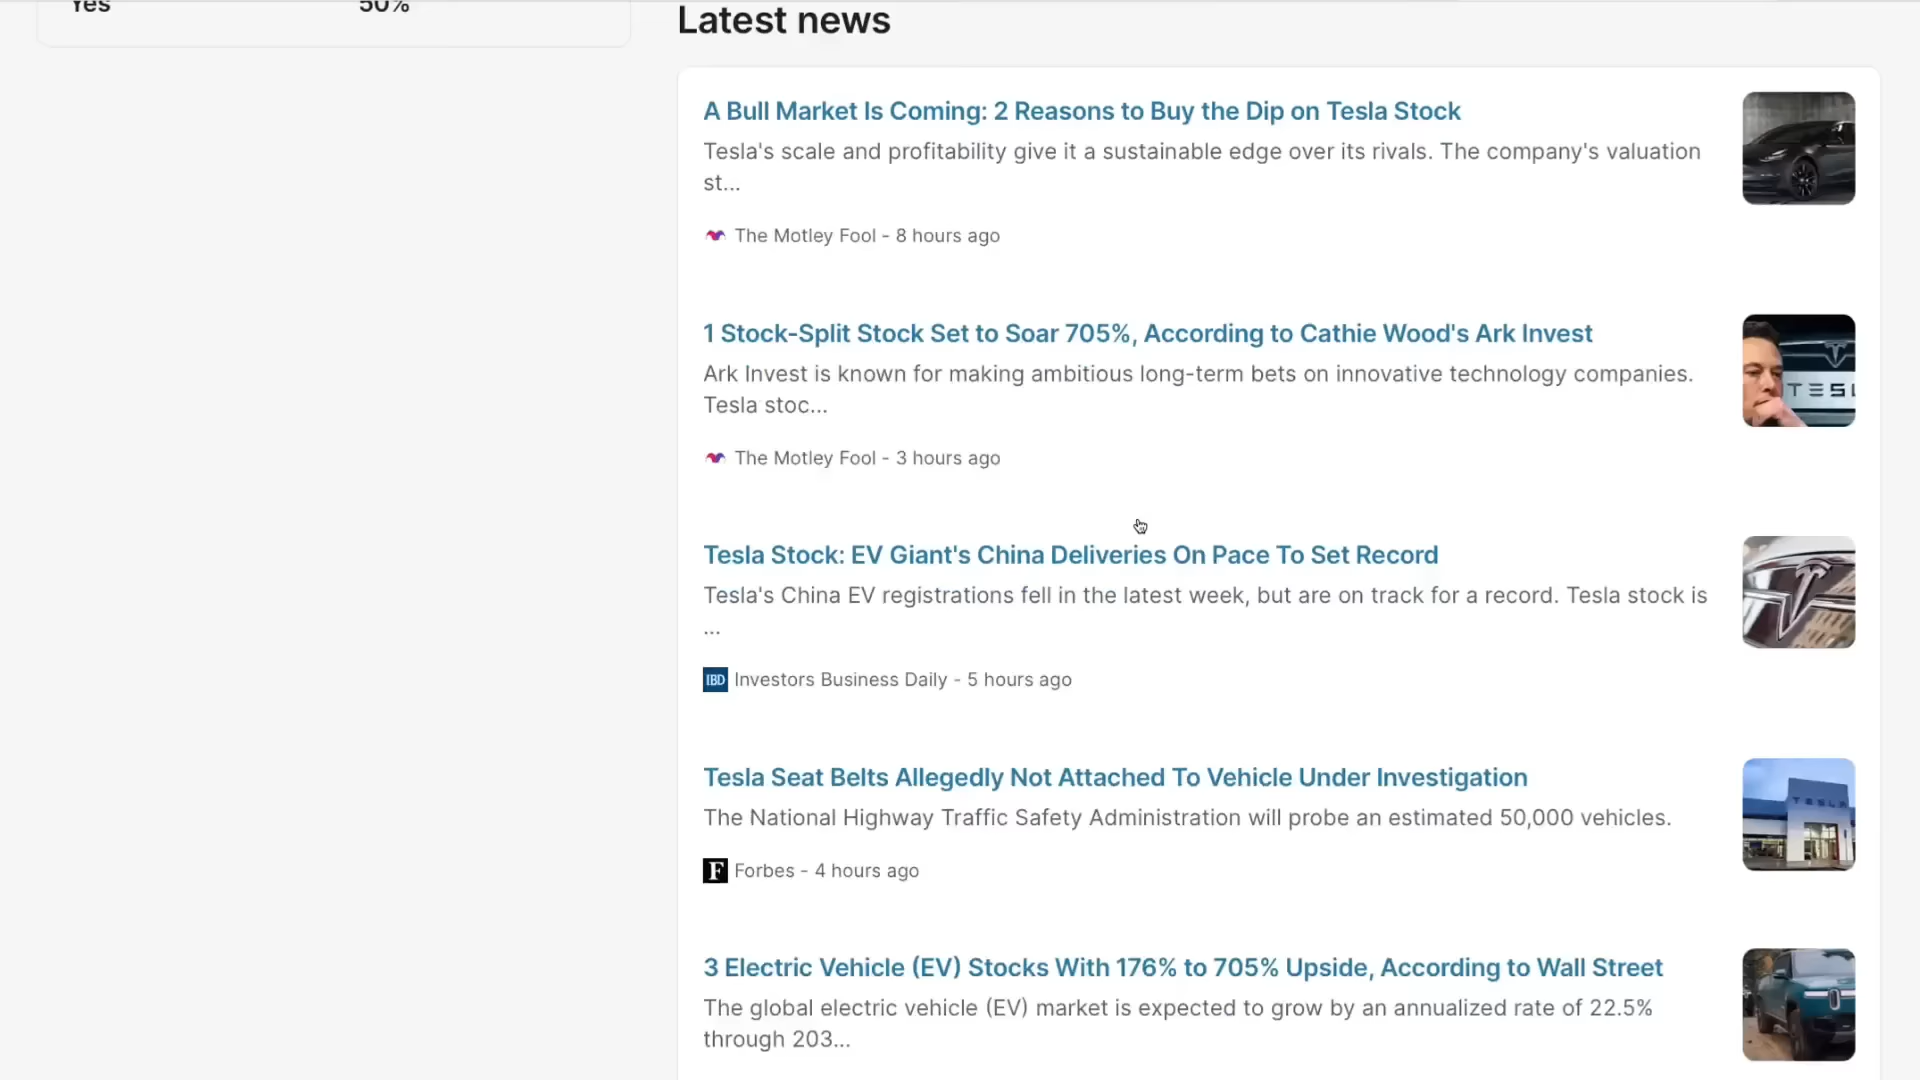 Yes 50%
Latest news
A Bull Market Is Coming: 2 Reasons to Buy the Dip on Tesla Stock
Tesla's scale and profitability give it a sustainable edge over its rivals. The company's valuation
st...
The Motley Fool - 8 hours ago
1 Stock-Split Stock Set to Soar 705%, According to Cathie Wood's Ark Invest
Ark Invest is known for making ambitious long-term bets on innovative technology companies.
Tesla stoc...
The Motley Fool - 3 hours ago
TESL
Tesla Stock: EV Giant's China Deliveries On Pace To Set Record
Tesla's China EV registrations fell in the latest week, but are on track for a record. Tesla stock is
...
IBD Investors Business Daily - 5 hours ago
Tesla Seat Belts Allegedly Not Attached To Vehicle Under Investigation
The National Highway Traffic Safety Administration will probe an estimated 50,000 vehicles.
F Forbes - 4 hours ago
TESLA
3 Electric Vehicle (EV) Stocks With 176% to 705% Upside, According to Wall Street
The global electric vehicle (EV) market is expected to grow by an annualized rate of 22.5%
through 203...